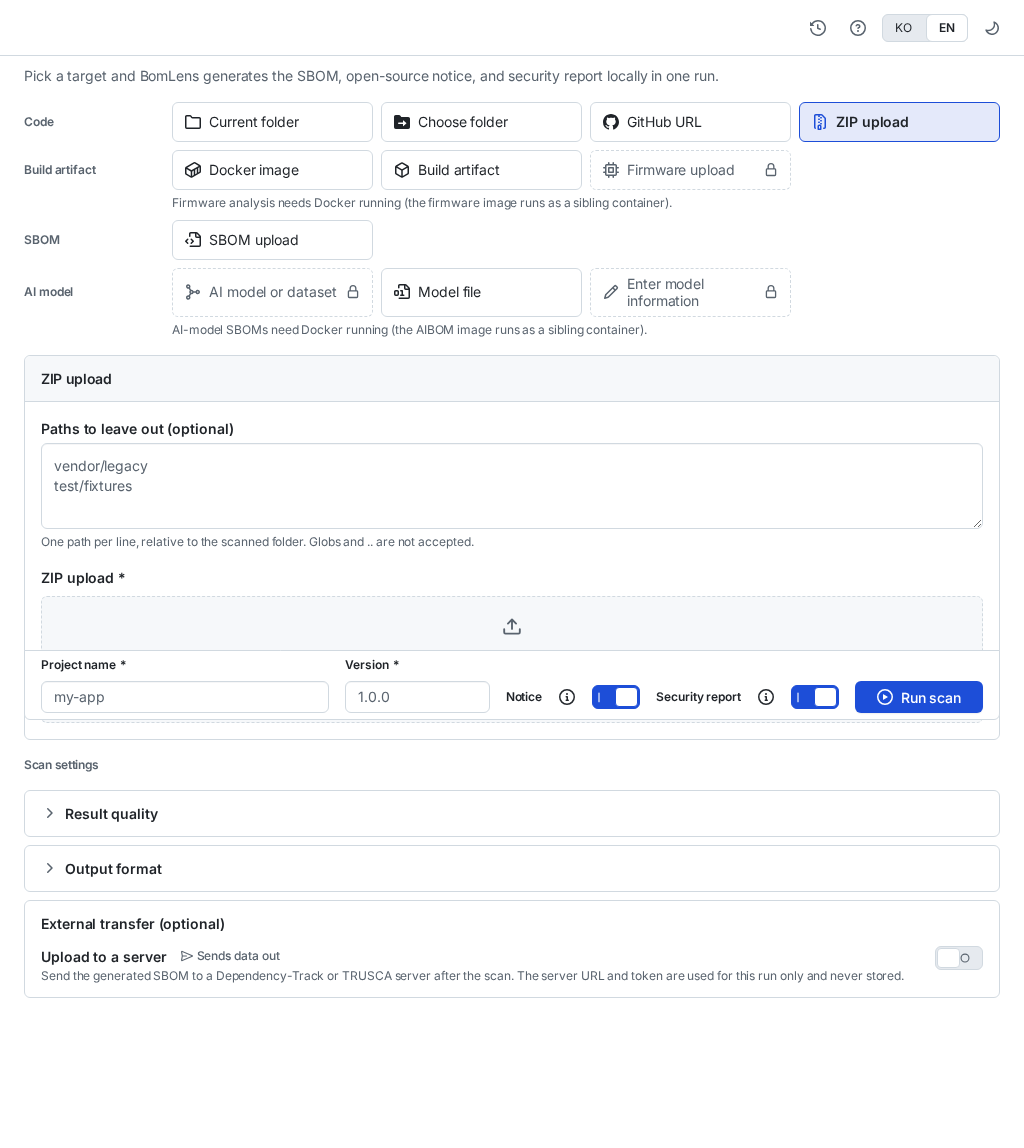 KO
EN
Pick a target and BomLens generates the SBOM, open-source notice, and security report locally in one run.
Code
Current folder
Choose folder
GitHub URL
ZIP upload
Build artifact
Docker image
Build artifact
Firmware upload
Firmware analysis needs Docker running (the firmware image runs as a sibling container).
SBOM
SBOM upload
AI model
AI model or dataset
Model file
Enter model
information
AI-model SBOMs need Docker running (the AIBOM image runs as a sibling container).
ZIP upload
Paths to leave out (optional)
vendor/legacy
test/fixtures
One path per line, relative to the scanned folder. Globs and .. are not accepted.
ZIP upload *
Project name *
Version *
my-app
1.0.0
Notice
Security report
Run scan
Scan settings
Result quality
Output format
External transfer (optional)
Upload to a server
Sends data out
Send the generated SBOM to a Dependency-Track or TRUSCA server after the scan. The server URL and token are used for this run only and never stored.